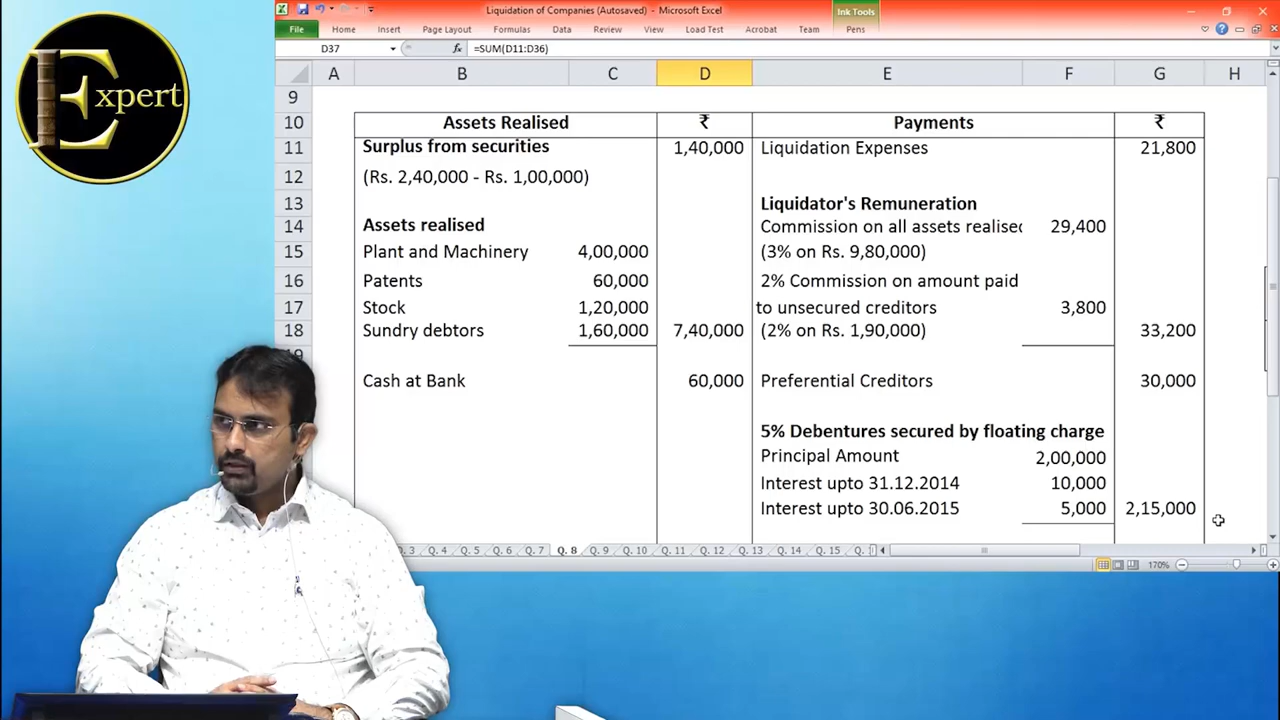 Expert
Liquidation of Companies (Autosaved) - Microsoft Excel
Ink Tools
File Home Insert Page Layout Formulas Data Review View Load Test Acrobat Team Pens
D37 fx =SUM(D11:D36)
A B C D E F G H
9
10 Assets Realised ₹ Payments ₹
11 Surplus from securities 1,40,000 Liquidation Expenses 21,800
12 (Rs. 2,40,000 - Rs. 1,00,000)
13 Liquidator's Remuneration
14 Assets realised Commission on all assets realised 29,400
15 Plant and Machinery 4,00,000 (3% on Rs. 9,80,000)
16 Patents 60,000 2% Commission on amount paid
17 Stock 1,20,000 to unsecured creditors 3,800
18 Sundry debtors 1,60,000 7,40,000 (2% on Rs. 1,90,000) 33,200
19
Cash at Bank 60,000 Preferential Creditors 30,000
5% Debentures secured by floating charge
Principal Amount 2,00,000
Interest upto 31.12.2014 10,000
Interest upto 30.06.2015 5,000 2,15,000
3 Q. 4 Q. 5 Q. 6 Q. 7 Q. 8 Q. 9 Q. 10 Q. 11 Q. 12 Q. 13 Q. 14 Q. 15 Q.
170%